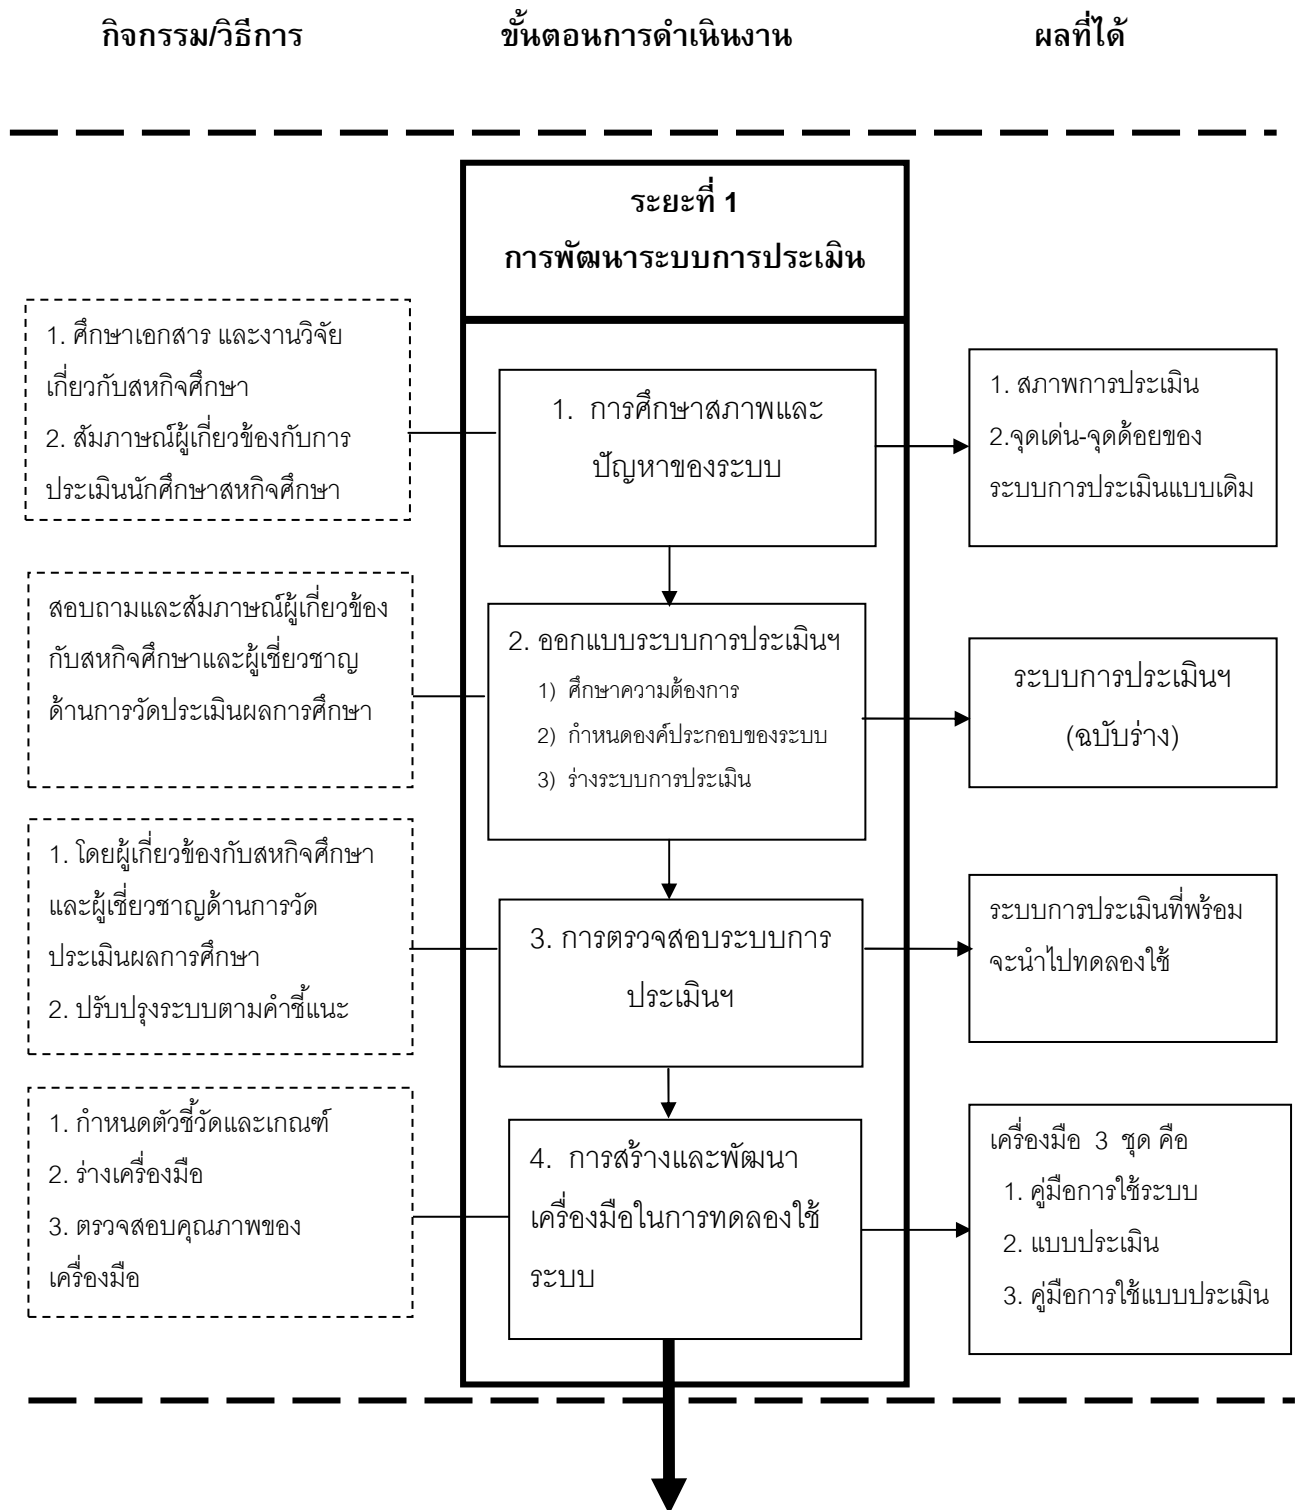 กิจกรรม/วิธีการ
ขั้นตอนการดำเนินงาน
ผลที่ได้
ระยะที่ 1
การพัฒนาระบบการประเมิน
1. ศึกษาเอกสาร และงานวิจัย
เกี่ยวกับสหกิจศึกษา
2. สัมภาษณ์ผู้เกี่ยวข้องกับการ
ประเมินนักศึกษาสหกิจศึกษา
1. การศึกษาสภาพและ
ปัญหาของระบบ
1. สภาพการประเมิน
2.จุดเด่น-จุดด้อยของ
ระบบการประเมินแบบเดิม
สอบถามและสัมภาษณ์ผู้เกี่ยวข้อง
กับสหกิจศึกษาและผู้เชี่ยวชาญ
ด้านการวัดประเมินผลการศึกษา
2. ออกแบบระบบการประเมินฯ
1) ศึกษาความต้องการ
2) กำหนดองค์ประกอบของระบบ
3) ร่างระบบการประเมิน
ระบบการประเมินฯ
(ฉบับร่าง)
1. โดยผู้เกี่ยวข้องกับสหกิจศึกษา
และผู้เชี่ยวชาญด้านการวัด
ประเมินผลการศึกษา
2. ปรับปรุงระบบตามคำชี้แนะ
3. การตรวจสอบระบบการ
ประเมินฯ
ระบบการประเมินที่พร้อม
จะนำไปทดลองใช้
1. กำหนดตัวชี้วัดและเกณฑ์
2. ร่างเครื่องมือ
3. ตรวจสอบคุณภาพของ
เครื่องมือ
4. การสร้างและพัฒนา
เครื่องมือในการทดลองใช้
ระบบ
เครื่องมือ 3 ชุด คือ
1. คู่มือการใช้ระบบ
2. แบบประเมิน
3. คู่มือการใช้แบบประเมิน